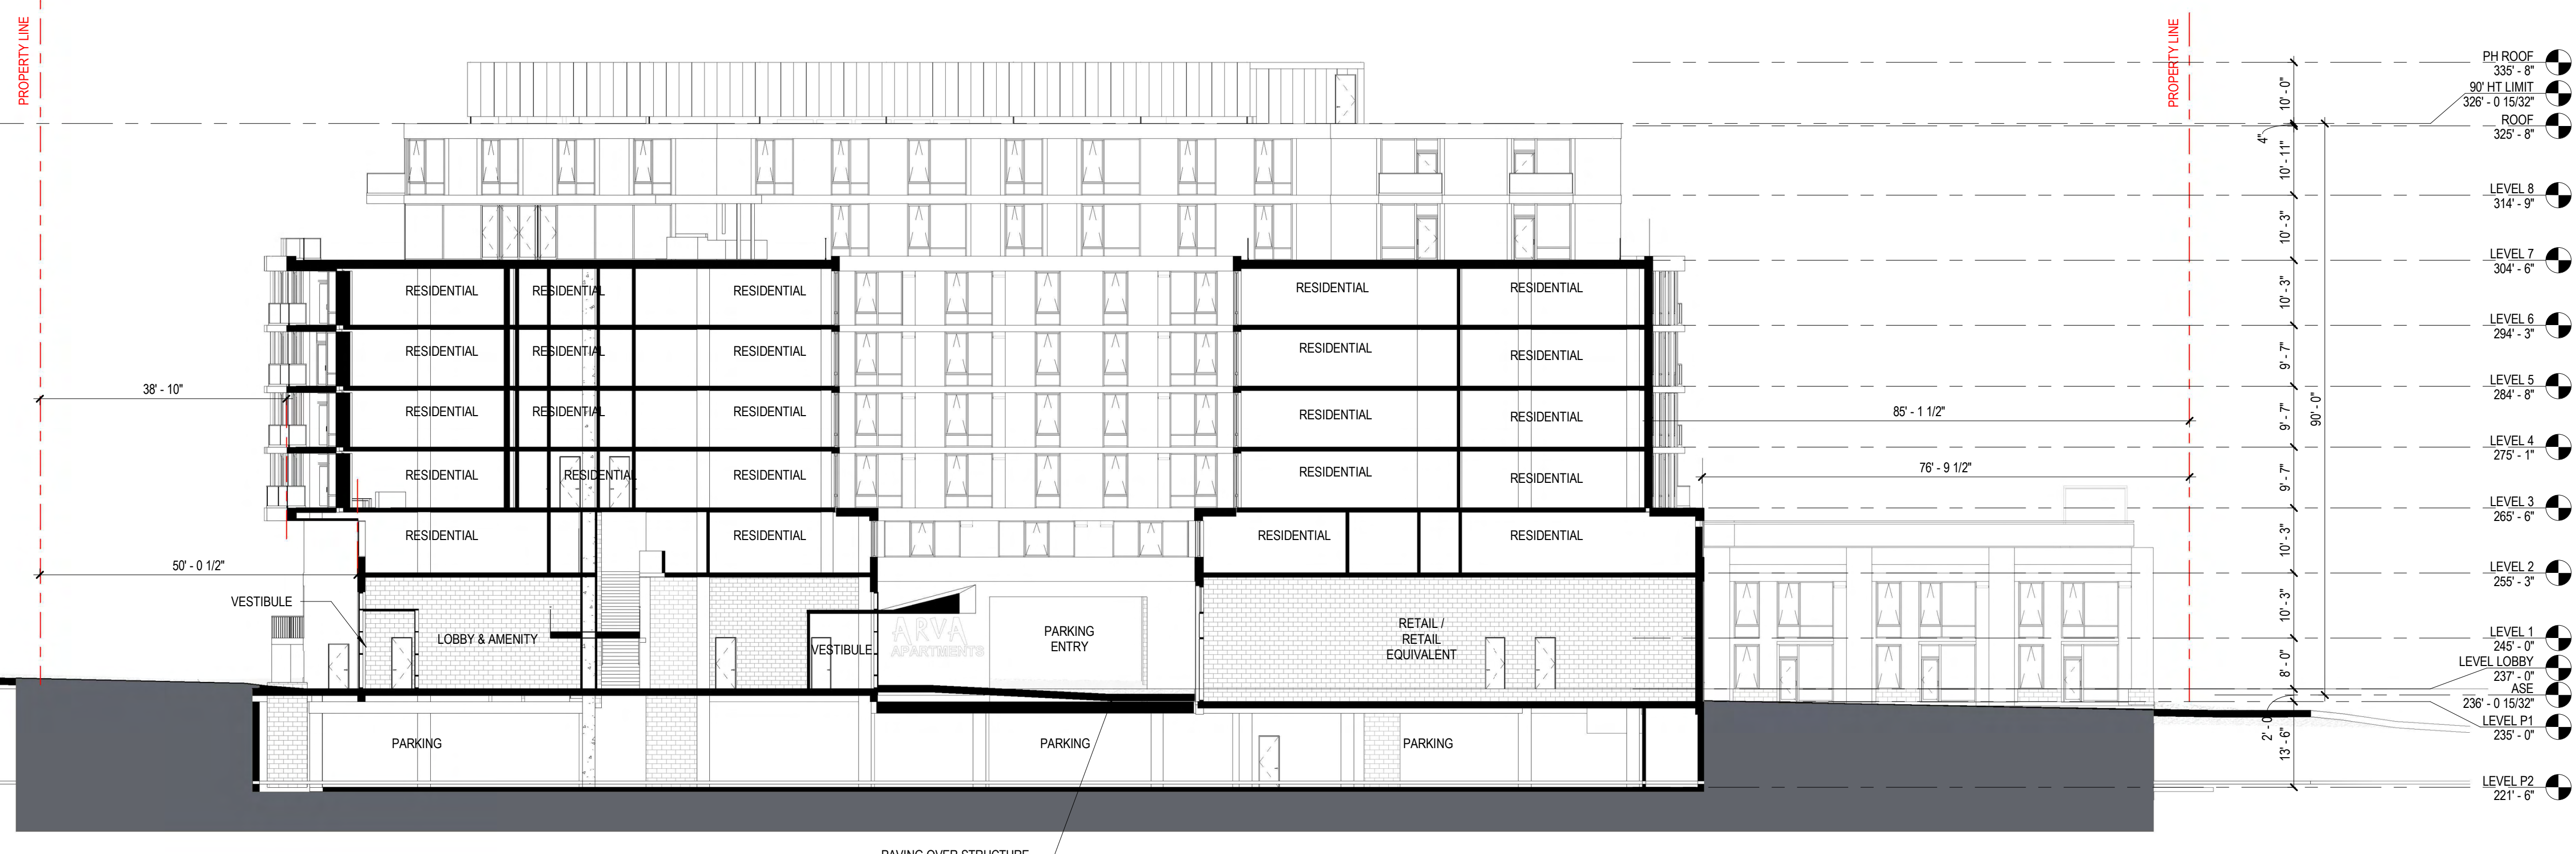 PROPERTY LINE
PROPERTY LINE
PH ROOF
335' - 8"
90' HT LIMIT
326' - 0 15/32"
ROOF
325' - 8"
LEVEL 8
314' - 9"
LEVEL 7
304' - 6"
LEVEL 6
294' - 3"
LEVEL 5
284' - 8"
LEVEL 4
275' - 1"
LEVEL 3
265' - 6"
LEVEL 2
255' - 3"
LEVEL 1
245' - 0"
LEVEL LOBBY
237' - 0"
ASE
236' - 0 15/32"
LEVEL P1
235' - 0"
LEVEL P2
221' - 6"
10' - 0"
4"
10' - 11"
10' - 3"
10' - 3"
9' - 7"
9' - 7"
9' - 7"
10' - 3"
10' - 3"
8' - 0"
2' - 0
13' - 6"
90' - 0"
RESIDENTIAL RESIDENTIAL RESIDENTIAL RESIDENTIAL RESIDENTIAL
RESIDENTIAL RESIDENTIAL RESIDENTIAL RESIDENTIAL RESIDENTIAL
38' - 10"
RESIDENTIAL RESIDENTIAL RESIDENTIAL RESIDENTIAL RESIDENTIAL
85' - 1 1/2"
RESIDENTIAL RESIDENTIAL RESIDENTIAL RESIDENTIAL RESIDENTIAL
76' - 9 1/2"
RESIDENTIAL RESIDENTIAL RESIDENTIAL RESIDENTIAL
50' - 0 1/2"
VESTIBULE
LOBBY & AMENITY
VESTIBULE
ARVA
APARTMENTS
PARKING
ENTRY
RETAIL /
RETAIL
EQUIVALENT
PARKING PARKING PARKING
PAVING OVER STRUCTURE